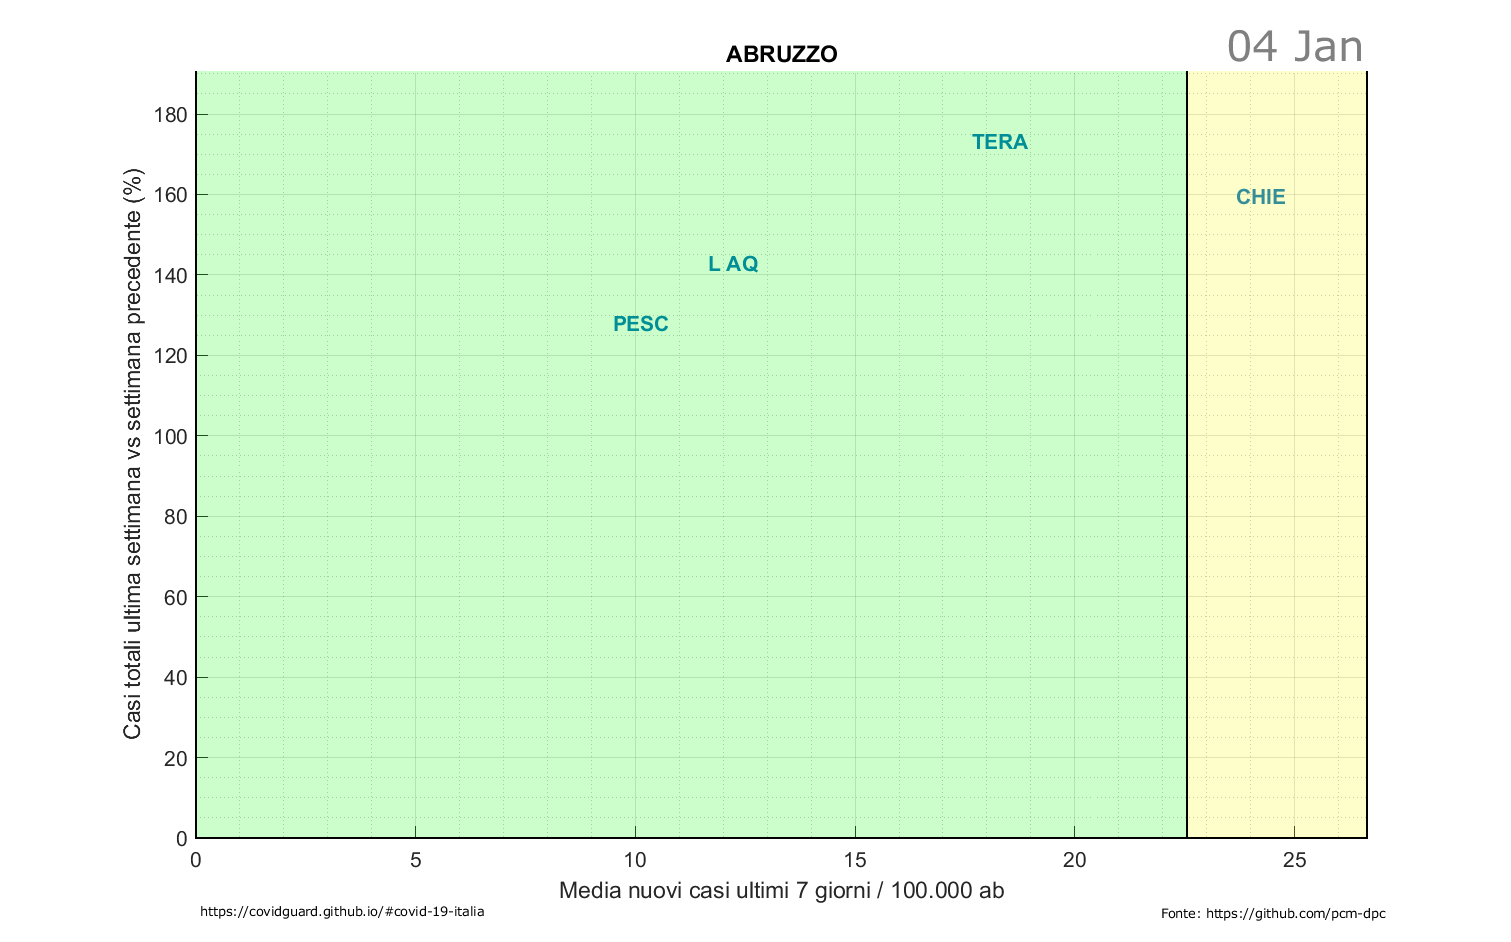 04 Jan
ABRUZZO
Casi totali ultima settimana vs settimana precedente (%)
180
160
140
120
100
80
60
40
20
0
TERA
CHIE
L AQ
PESC
0 5 10 15 20 25
Media nuovi casi ultimi 7 giorni / 100.000 ab
https://covidguard.github.io/#covid-19-italia
Fonte: https://github.com/pcm-dpc